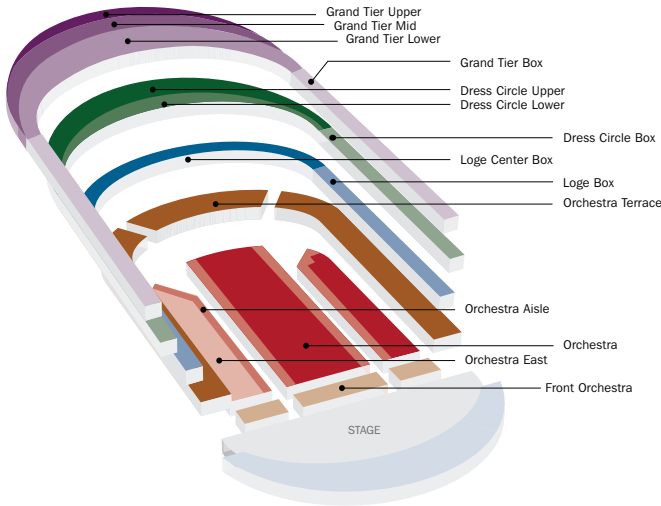 Grand Tier Upper
Grand Tier Mid
Grand Tier Lower
Grand Tier Box
Dress Circle Upper
Dress Circle Lower
Dress Circle Box
Loge Center Box
Loge Box
Orchestra Terrace
Orchestra Aisle
Orchestra
Orchestra East
Front Orchestra
STAGE